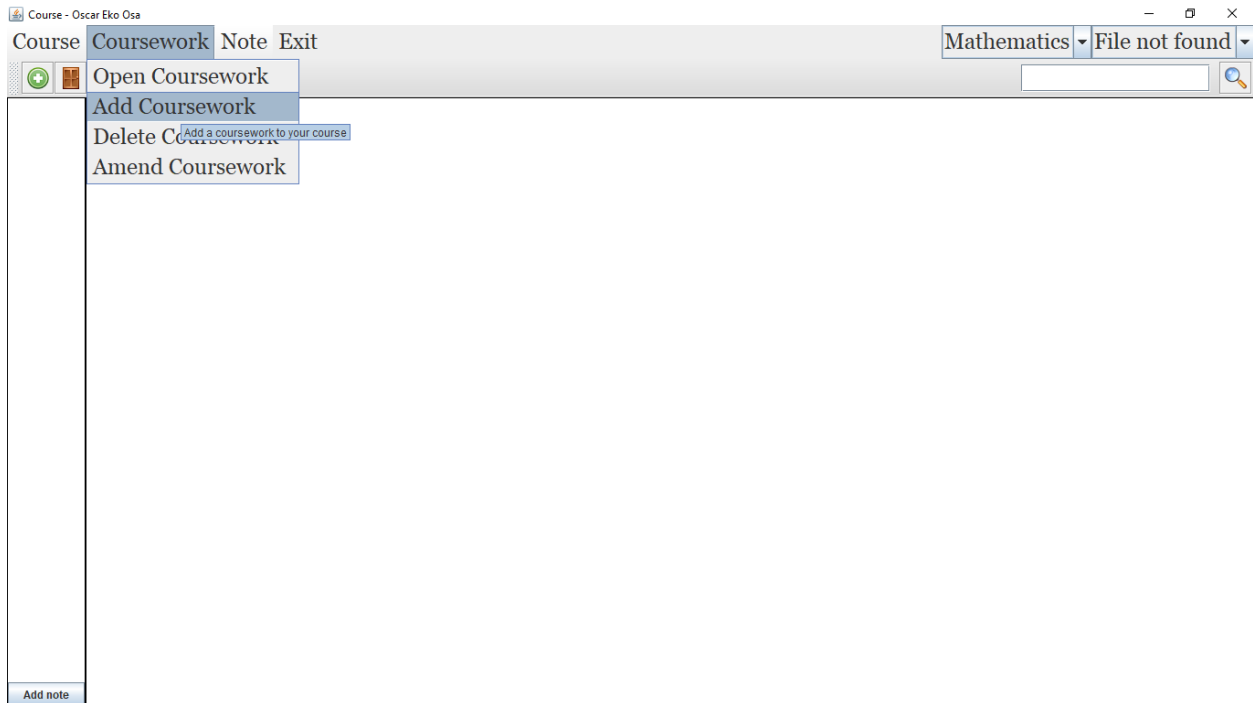 Course - Oscar Eko Osa
Course Coursework Note Exit Mathematics File not found
Open Coursework
Add Coursework
Add a coursework to your course
Delete Coursework
Amend Coursework
Add note